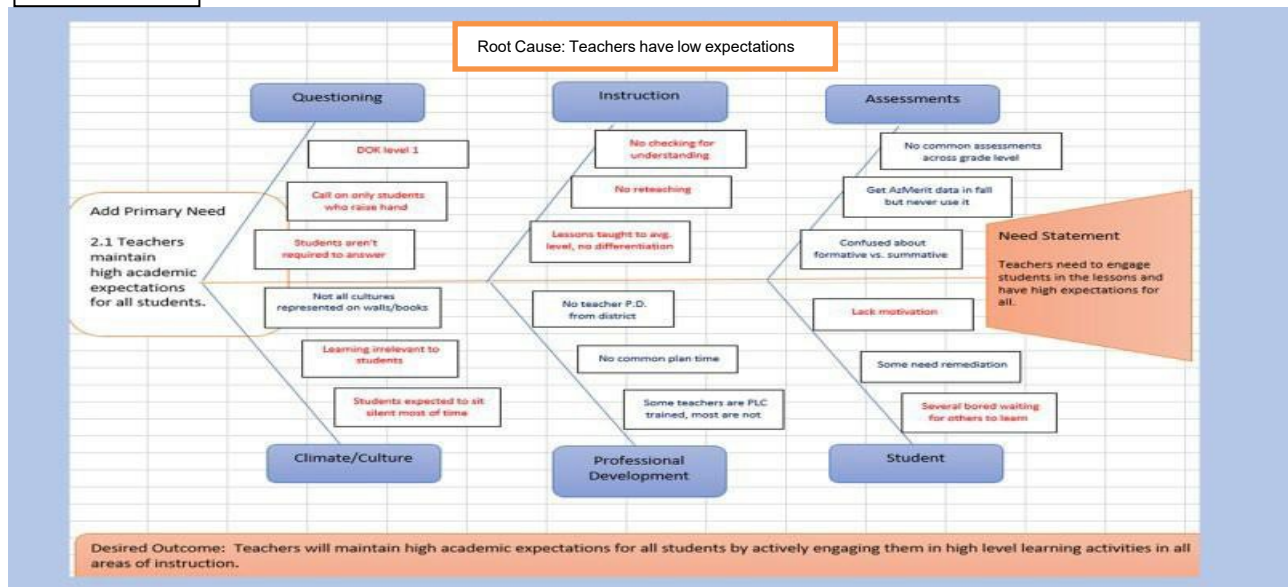 Root Cause: Teachers have low expectations
Questioning
Instruction
Assessments
DOK level 1
Call on only students
who raise hand
Students aren't
required to answer
No checking for
understanding
No reteaching
Lessons taught to avg.
level, no differentiation
No common assessments
across grade level
Get AzMerit data in fall
but never use it
Confused about
formative vs. summative
Add Primary Need
2.1 Teachers
maintain
high academic
expectations
for all students.
Need Statement
Teachers need to engage
students in the lessons and
have high expectations for
all.
Not all cultures
represented on walls/books
Learning irrelevant to
students
Students expected to sit
silent most of time
No teacher P.D.
from district
No common plan time
Some teachers are PLC
trained, most are not
Lack motivation
Some need remediation
Several bored waiting
for others to learn
Climate/Culture
Professional
Development
Student
Desired Outcome: Teachers will maintain high academic expectations for all students by actively engaging them in high level learning activities in all
areas of instruction.